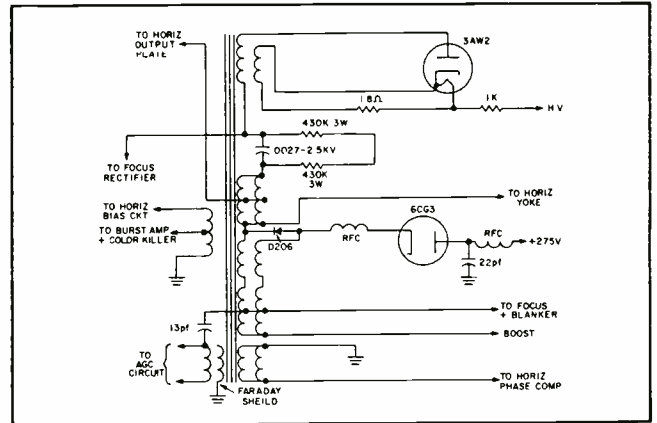 TO HORIZ
OUTPUT
PLATE
3AW2
1.8Ω
1K
HV
430K 3W
.0027-2.5KV
430K
3W
TO FOCUS
RECTIFIER
TO HORIZ
BIAS CKT
TO BURST AMP
+ COLOR KILLER
TO HORIZ
YOKE
6CG3
D206
RFC
RFC
+275V
22pf
TO FOCUS
+ BLANKER
BOOST
13pf
TO
AGC
CIRCUIT
FARADAY
SHEILD
TO HORIZ
PHASE COMP